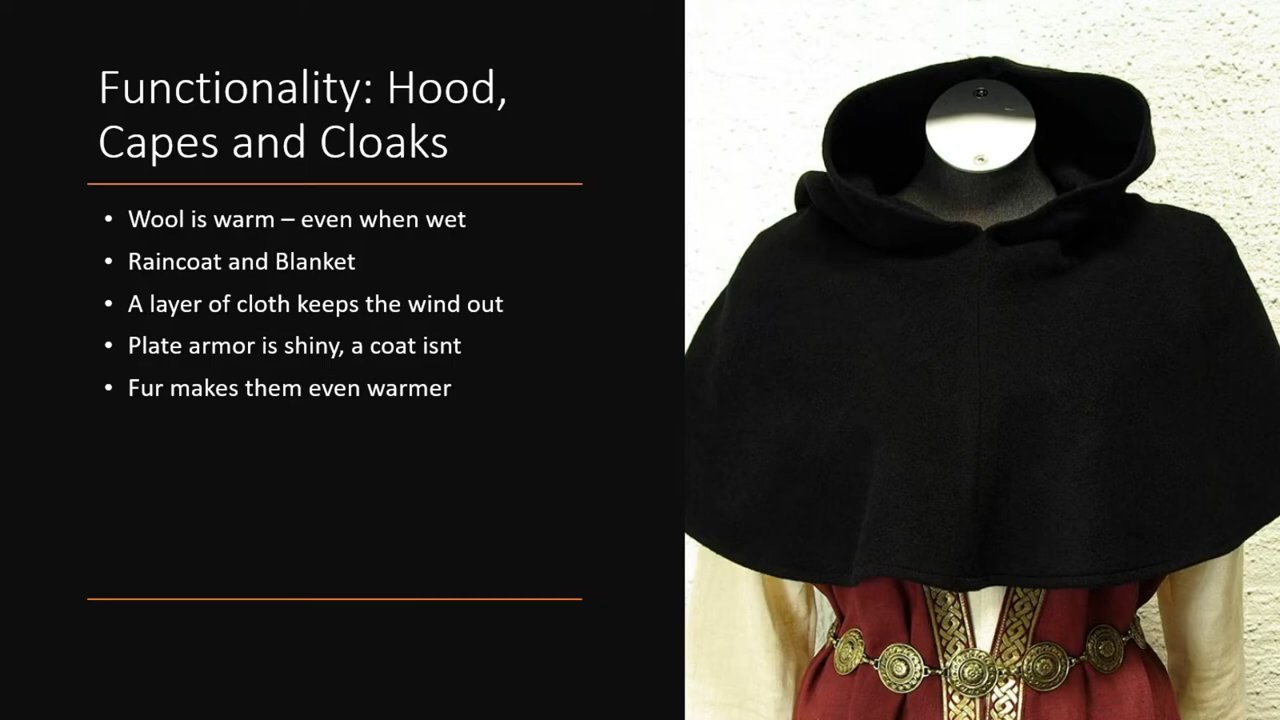 Functionality: Hood,
Capes and Cloaks
• Wool is warm – even when wet
• Raincoat and Blanket
• A layer of cloth keeps the wind out
• Plate armor is shiny, a coat isnt
• Fur makes them even warmer